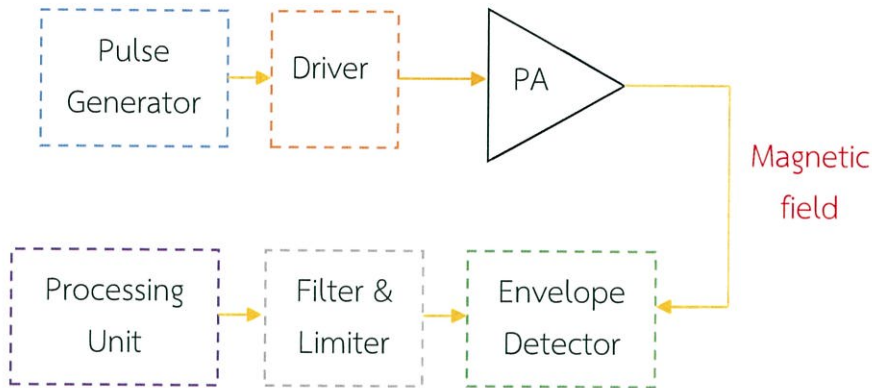 Pulse
Generator
Driver
PA
Magnetic
field
Processing
Unit
Filter &
Limiter
Envelope
Detector